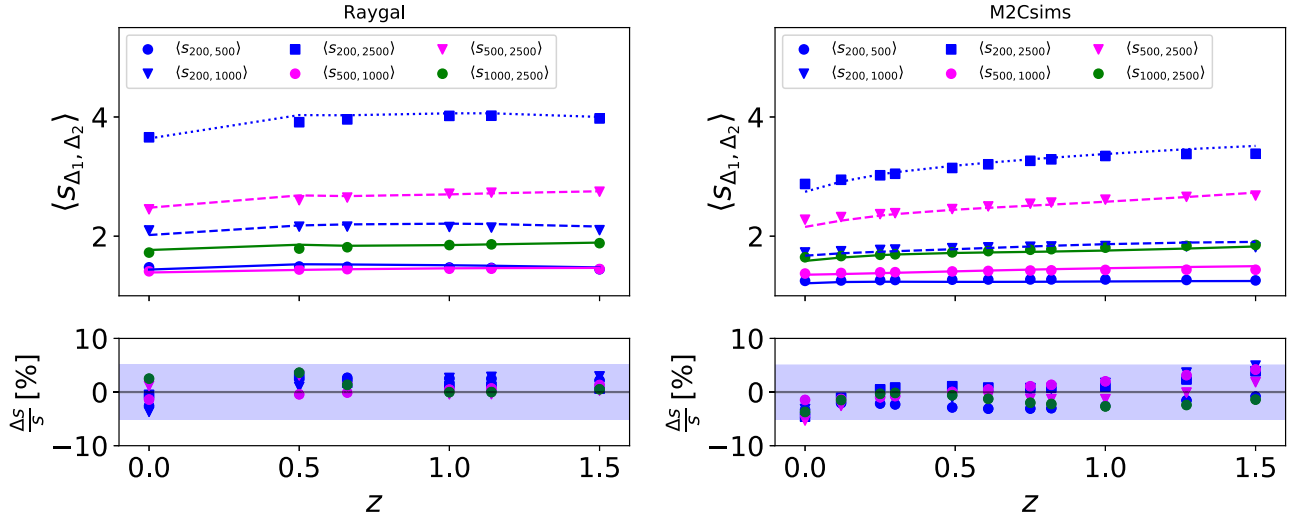 Raygal
⟨s200, 500⟩ ⟨s200, 2500⟩ ⟨s500, 2500⟩
⟨s200, 1000⟩ ⟨s500, 1000⟩ ⟨s1000, 2500⟩
⟨sΔ1, Δ2⟩
4
2
Δs/s [%]
10
0
−10
0.0 0.5 1.0 1.5
z
M2Csims
⟨s200, 500⟩ ⟨s200, 2500⟩ ⟨s500, 2500⟩
⟨s200, 1000⟩ ⟨s500, 1000⟩ ⟨s1000, 2500⟩
⟨sΔ1, Δ2⟩
4
2
Δs/s [%]
10
0
−10
0.0 0.5 1.0 1.5
z